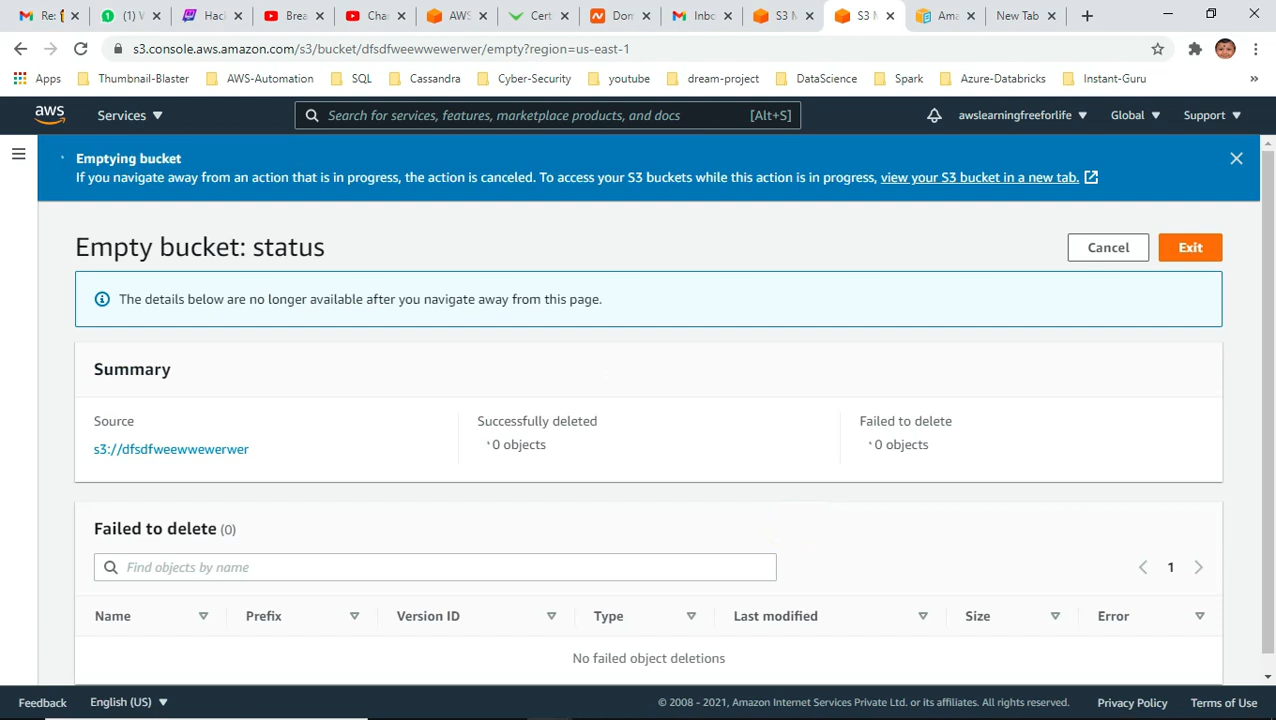 Re:
(1) W
Hack
Brea
Cha
AWS
Cert
Dom
Inbo
S3 M
S3 M
Ama
New Tab
s3.console.aws.amazon.com/s3/bucket/dfsdfweewwewerwer/empty?region=us-east-1
Apps
Thumbnail-Blaster
AWS-Automation
SQL
Cassandra
Cyber-Security
youtube
dream-project
DataScience
Spark
Azure-Databricks
Instant-Guru
»
aws
Services
Search for services, features, marketplace products, and docs
[Alt+S]
awslearningfreeforlife
Global
Support
Emptying bucket
If you navigate away from an action that is in progress, the action is canceled. To access your S3 buckets while this action is in progress, view your S3 bucket in a new tab.
Empty bucket: status
Cancel
Exit
The details below are no longer available after you navigate away from this page.
Summary
Source
s3://dfsdfweewwewerwer
Successfully deleted
0 objects
Failed to delete
0 objects
Failed to delete (0)
Find objects by name
1
Name
Prefix
Version ID
Type
Last modified
Size
Error
No failed object deletions
Feedback
English (US)
© 2008 - 2021, Amazon Internet Services Private Ltd. or its affiliates. All rights reserved.
Privacy Policy
Terms of Use